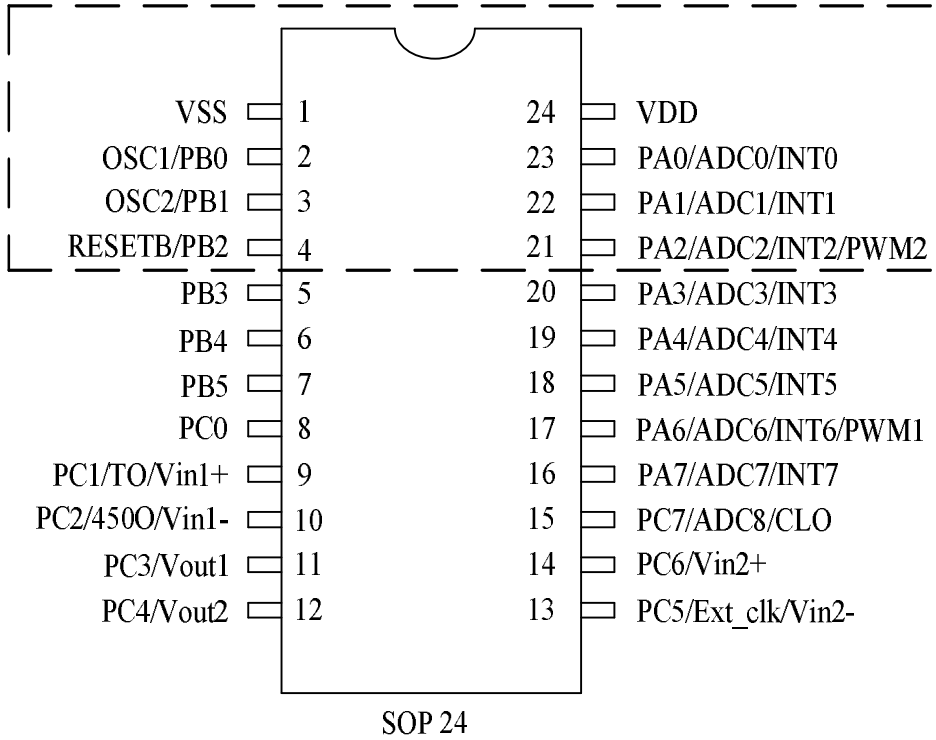 VSS 1 24 VDD
OSC1/PB0 2 23 PA0/ADC0/INT0
OSC2/PB1 3 22 PA1/ADC1/INT1
RESETB/PB2 4 21 PA2/ADC2/INT2/PWM2
PB3 5 20 PA3/ADC3/INT3
PB4 6 19 PA4/ADC4/INT4
PB5 7 18 PA5/ADC5/INT5
PC0 8 17 PA6/ADC6/INT6/PWM1
PC1/TO/Vin1+ 9 16 PA7/ADC7/INT7
PC2/450O/Vin1- 10 15 PC7/ADC8/CLO
PC3/Vout1 11 14 PC6/Vin2+
PC4/Vout2 12 13 PC5/Ext_clk/Vin2-
SOP 24